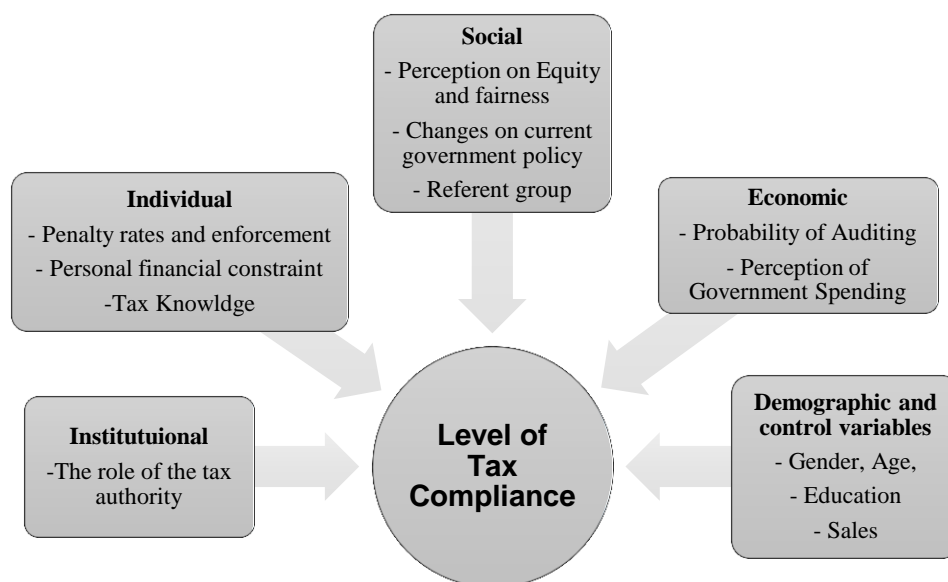 Social
- Perception on Equity
and fairness
- Changes on current
government policy
- Referent group
Individual
- Penalty rates and enforcement
- Personal financial constraint
-Tax Knowldge
Economic
- Probability of Auditing
- Perception of
Government Spending
Institutuional
-The role of the tax
authority
Level of
Tax
Compliance
Demographic and
control variables
- Gender, Age,
- Education
- Sales